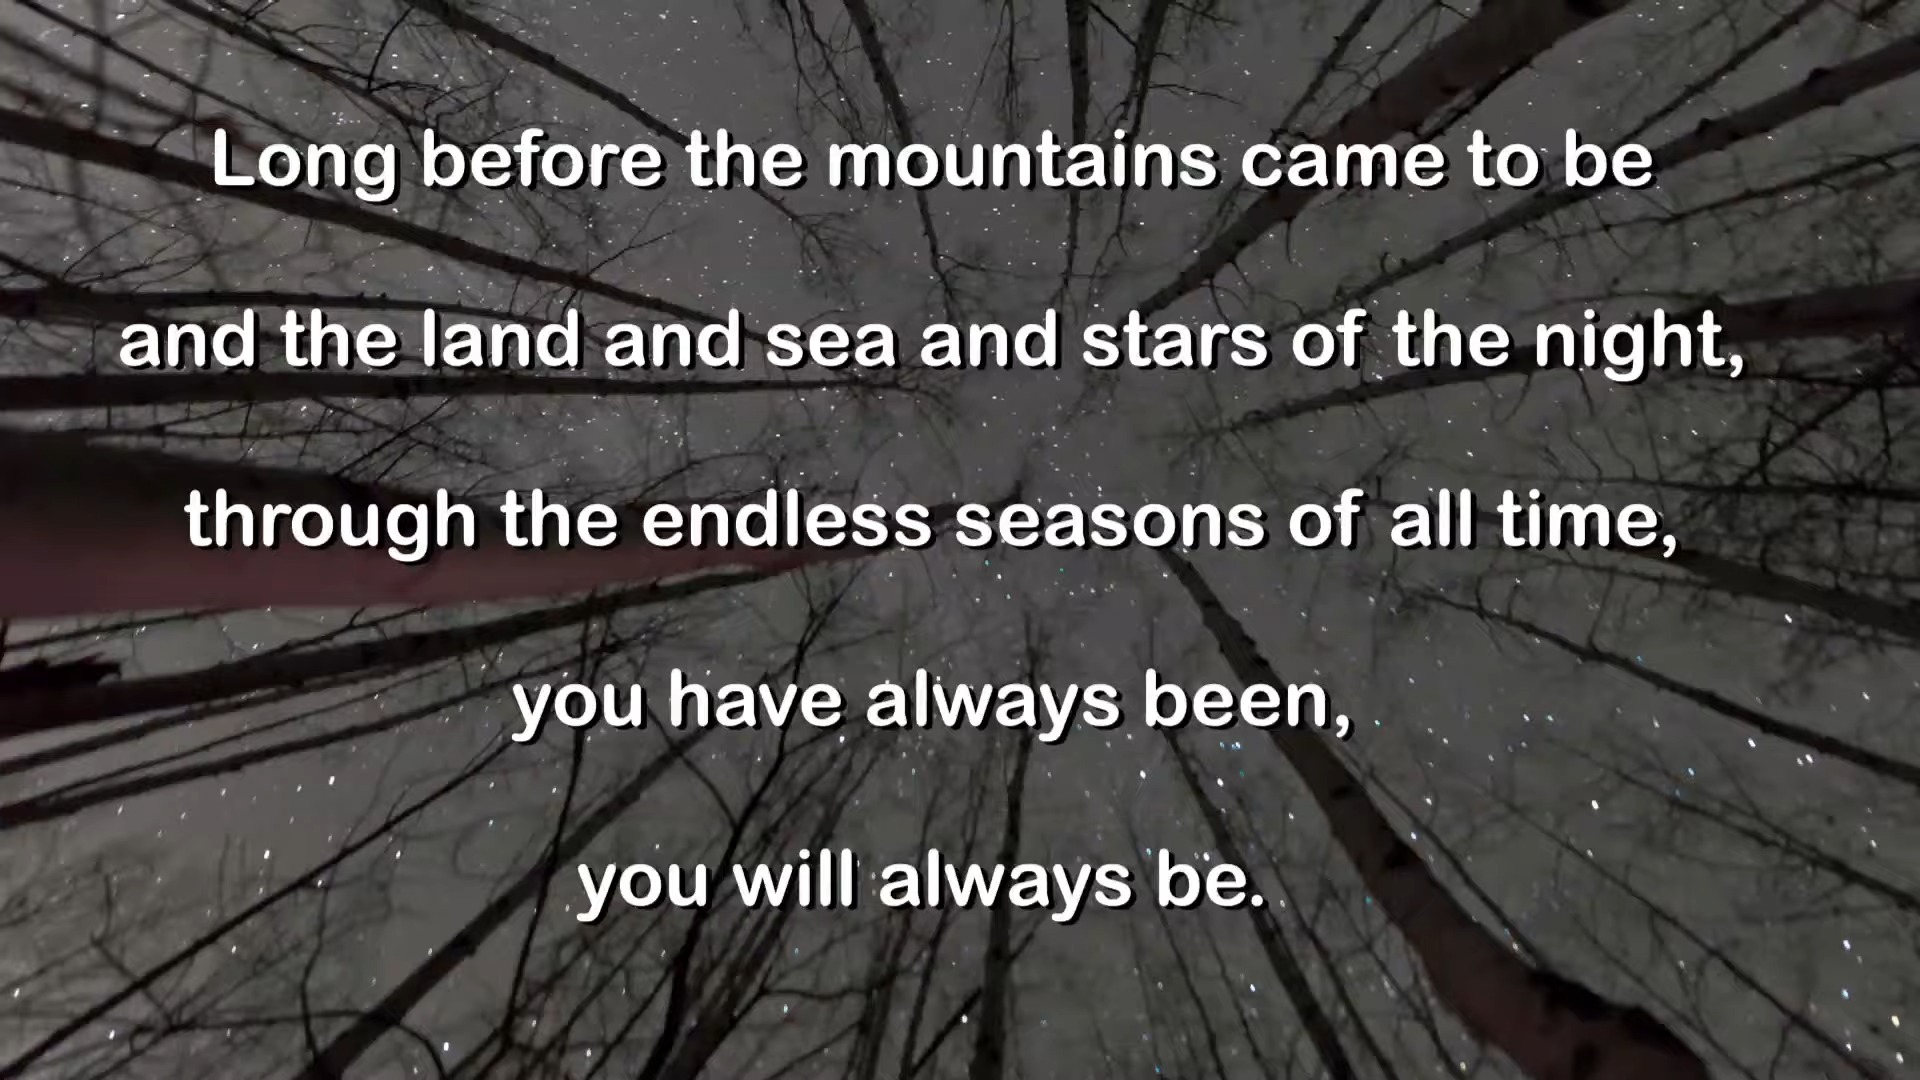 Long before the mountains came to be
and the land and sea and stars of the night,
through the endless seasons of all time,
you have always been,
you will always be.